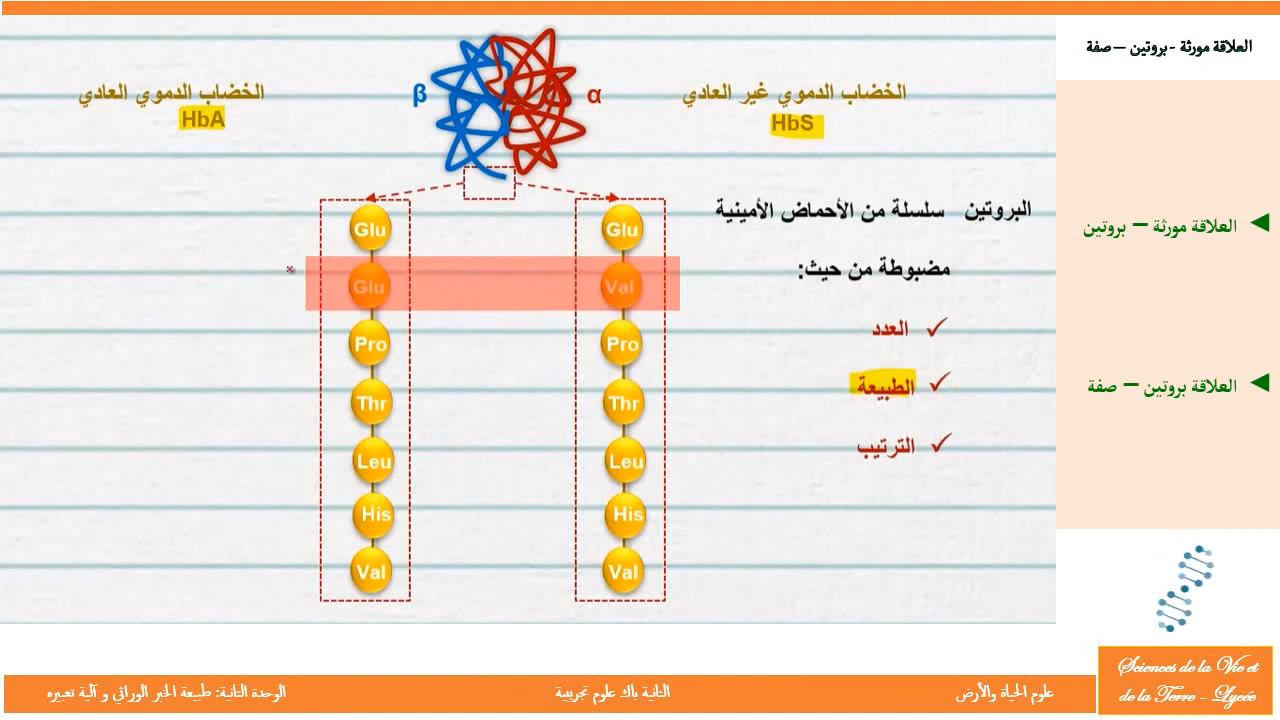 العلاقة مورثة - بروتين – صفة
الخضاب الدموي غير العادي
HbS
α
β
الخضاب الدموي العادي
HbA
البروتين سلسلة من الأحماض الأمينية
مضبوطة من حيث:
✓ العدد
✓ الطبيعة
✓ الترتيب
Glu
Glu
Pro
Thr
Leu
His
Val
Glu
Val
Pro
Thr
Leu
His
Val
◄ العلاقة مورثة – بروتين
◄ العلاقة بروتين – صفة
Sciences de la Vie et
de la Terre - Lycée
علوم الحياة والأرض
الثانية باك علوم تجريبية
الوحدة الثانية: طبيعة الخبر الوراثي و آلية تعبيره